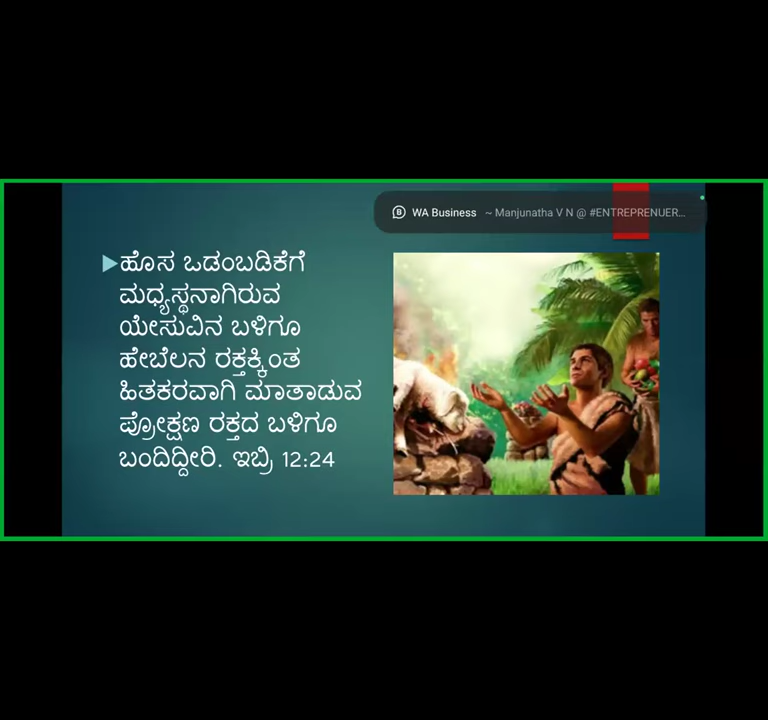 WA Business ~ Manjunatha V N @ #ENTREPRENUER...
ಹೊಸ ಒಡಂಬಡಿಕೆಗೆ
ಮಧ್ಯಸ್ಥನಾಗಿರುವ
ಯೇಸುವಿನ ಬಳಿಗೂ
ಹೇಬೆಲನ ರಕ್ತಕ್ಕಿಂತ
ಹಿತಕರವಾಗಿ ಮಾತಾಡುವ
ಪ್ರೋಕ್ಷಣ ರಕ್ತದ ಬಳಿಗೂ
ಬಂದಿದ್ದೀರಿ. ಇಬ್ರಿ 12:24